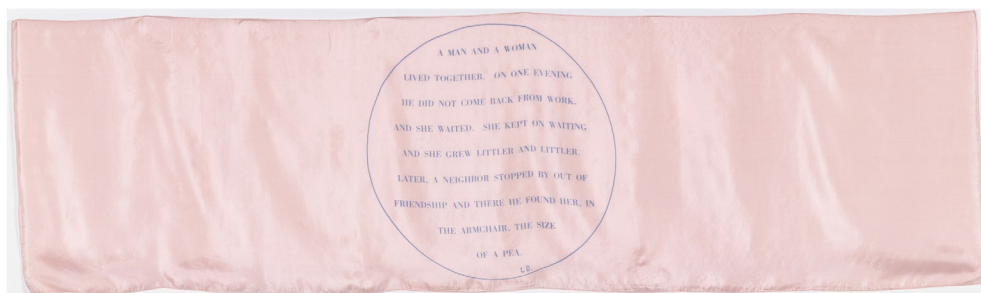 A MAN AND A WOMAN
LIVED TOGETHER. ON ONE EVENING
HE DID NOT COME BACK FROM WORK,
AND SHE WAITED. SHE KEPT ON WAITING
AND SHE GREW LITTLER AND LITTLER.
LATER, A NEIGHBOR STOPPED BY OUT OF
FRIENDSHIP AND THERE HE FOUND HER, IN
THE ARMCHAIR, THE SIZE
OF A PEA.
L.B.